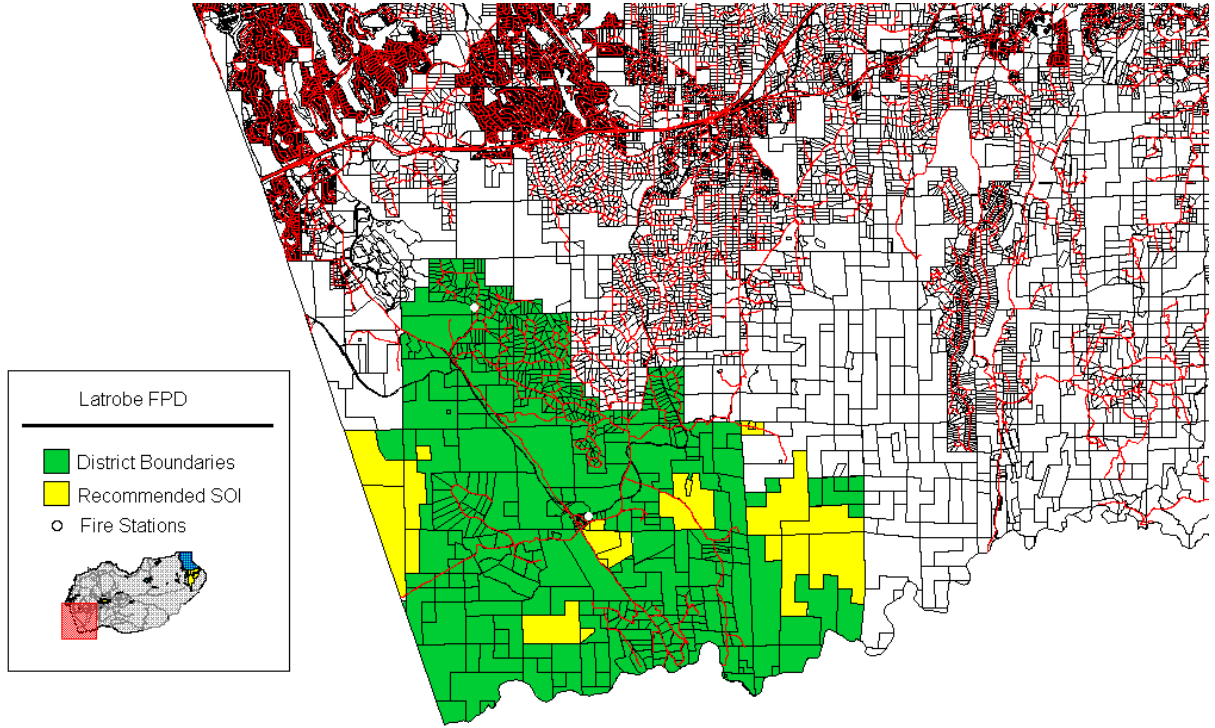 Latrobe FPD
District Boundaries
Recommended SOI
Fire Stations